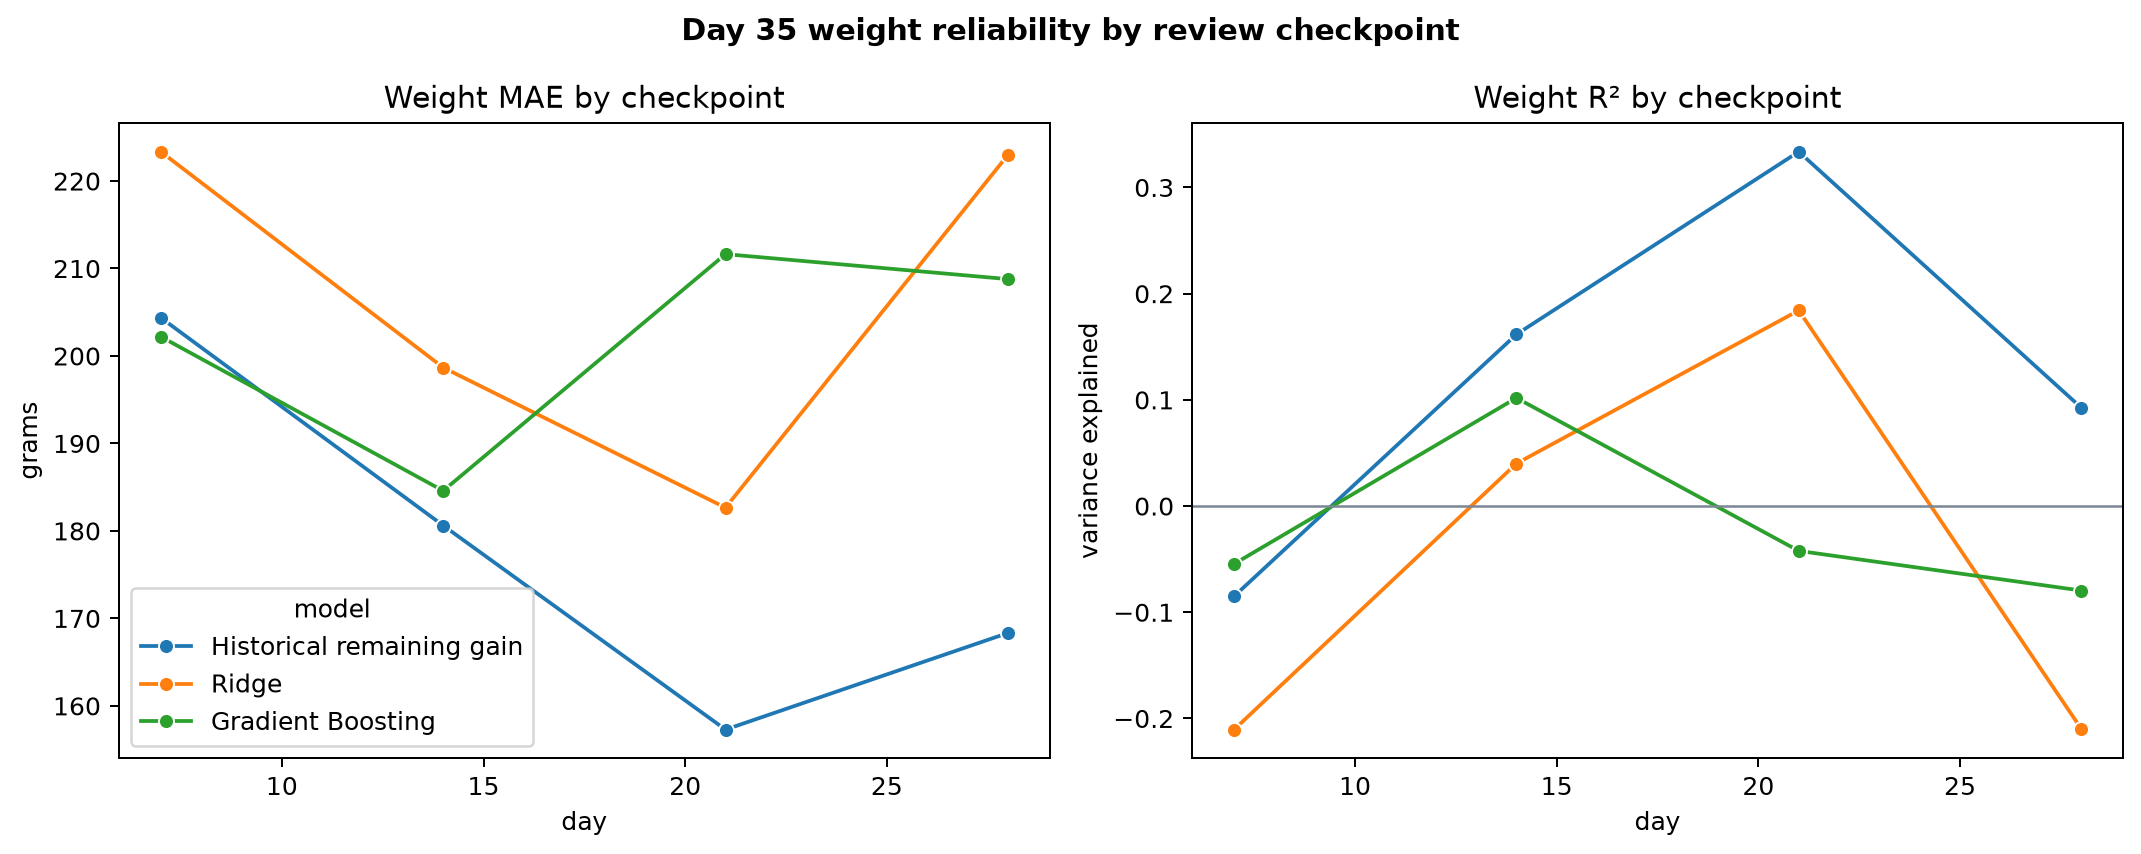 Day 35 weight reliability by review checkpoint
Weight MAE by checkpoint
grams
220
210
200
190
180
170
160
model
Historical remaining gain
Ridge
Gradient Boosting
10 15 20 25
day
Weight R² by checkpoint
variance explained
0.3
0.2
0.1
0.0
−0.1
−0.2
10 15 20 25
day